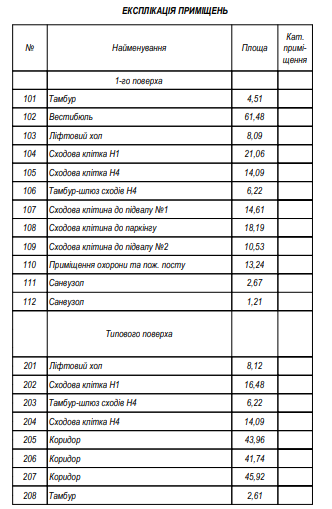 ЕКСПЛІКАЦІЯ ПРИМІЩЕНЬ
№ Найменування Площа Кат. примі-щення
1-го поверха
101 Тамбур 4,51
102 Вестибюль 61,48
103 Ліфтовий хол 8,09
104 Сходова клітка Н1 21,06
105 Сходова клітка Н4 14,09
106 Тамбур-шлюз сходів Н4 6,22
107 Сходова клітина до підвалу №1 14,61
108 Сходова клітина до паркінгу 18,19
109 Сходова клітина до підвалу №2 10,53
110 Приміщення охорони та пож. посту 13,24
111 Санвузол 2,67
112 Санвузол 1,21
Типового поверха
201 Ліфтовий хол 8,12
202 Сходова клітка Н1 16,48
203 Тамбур-шлюз сходів Н4 6,22
204 Сходова клітка Н4 14,09
205 Коридор 43,96
206 Коридор 41,74
207 Коридор 45,92
208 Тамбур 2,61